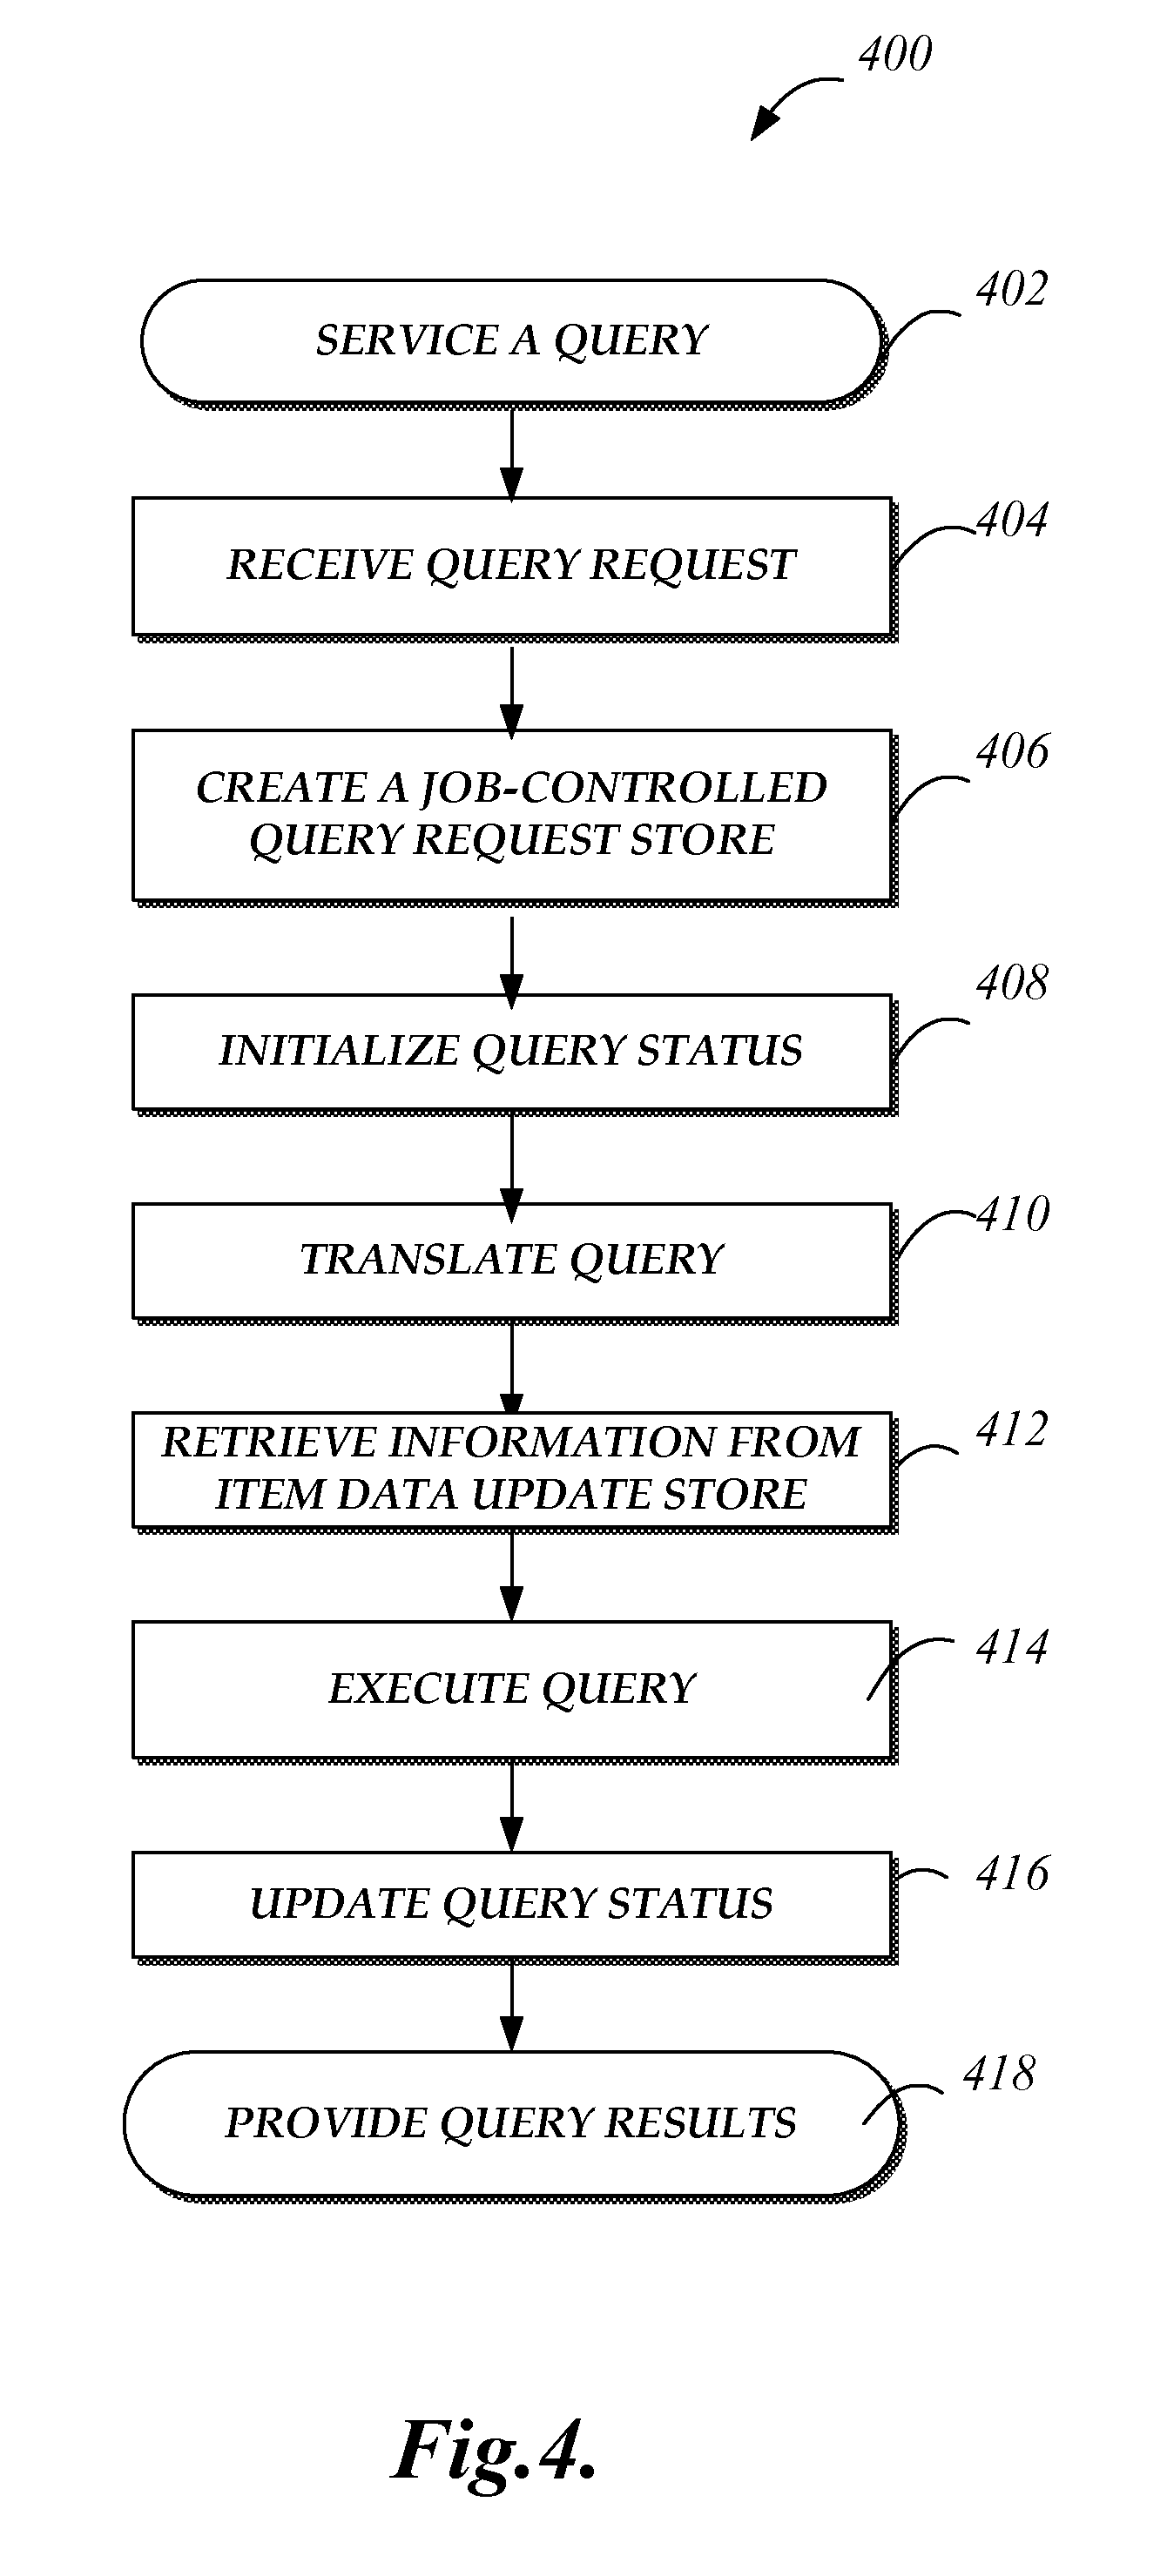 400
SERVICE A QUERY
402
RECEIVE QUERY REQUEST
404
CREATE A JOB-CONTROLLED
QUERY REQUEST STORE
406
INITIALIZE QUERY STATUS
408
TRANSLATE QUERY
410
RETRIEVE INFORMATION FROM
ITEM DATA UPDATE STORE
412
EXECUTE QUERY
414
UPDATE QUERY STATUS
416
PROVIDE QUERY RESULTS
418
Fig.4.